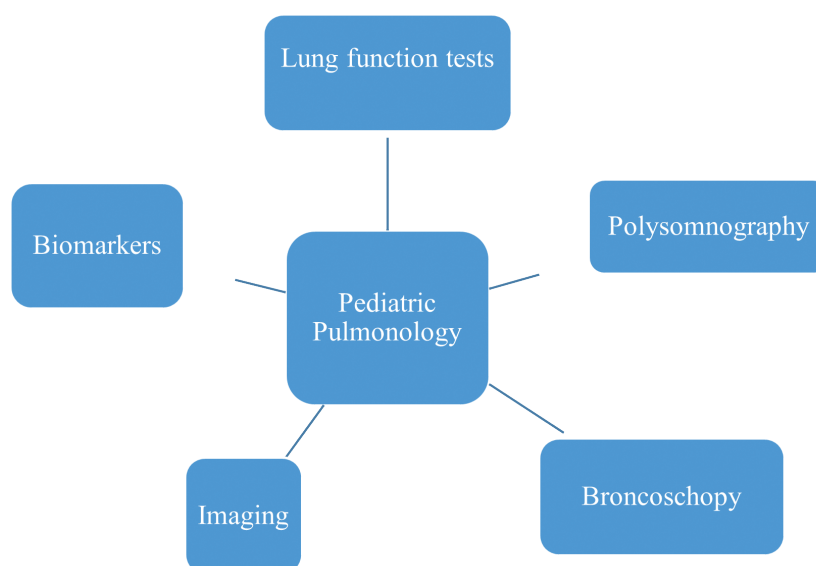 Lung function tests
Biomarkers
Polysomnography
Pediatric
Pulmonology
Imaging
Broncoschopy